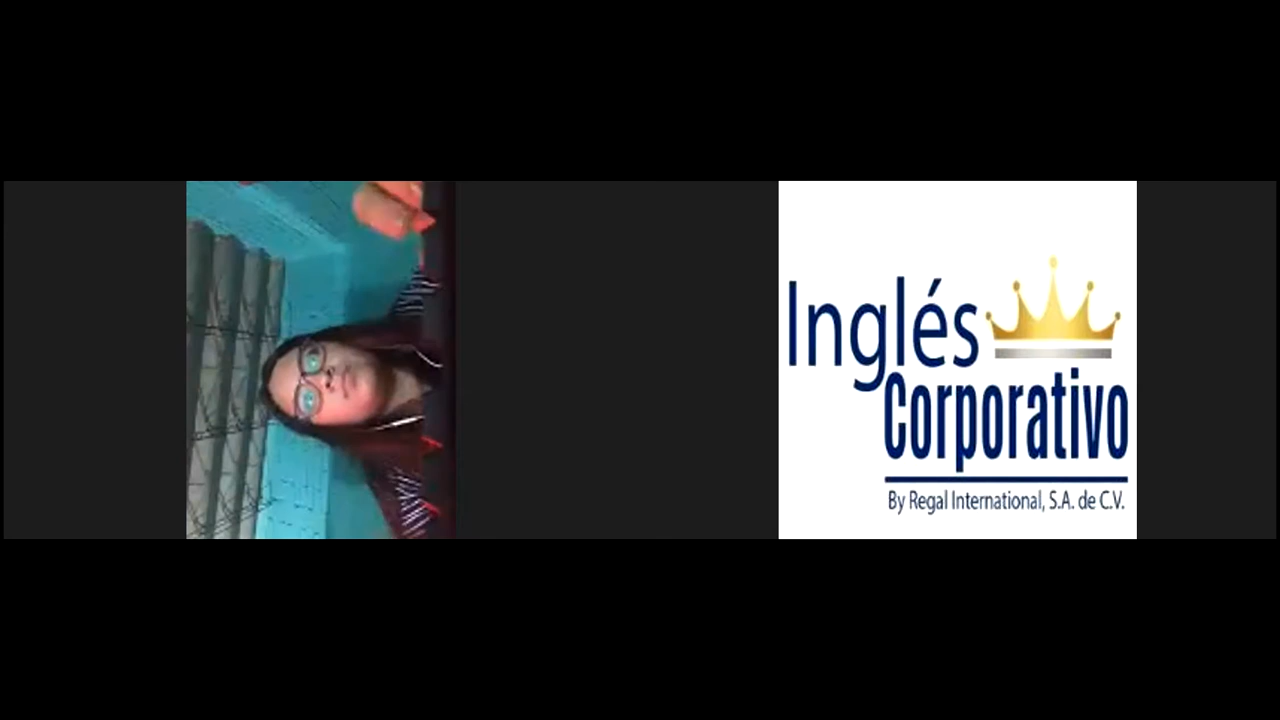 Inglés
Corporativo
By Regal International, S.A. de C.V.